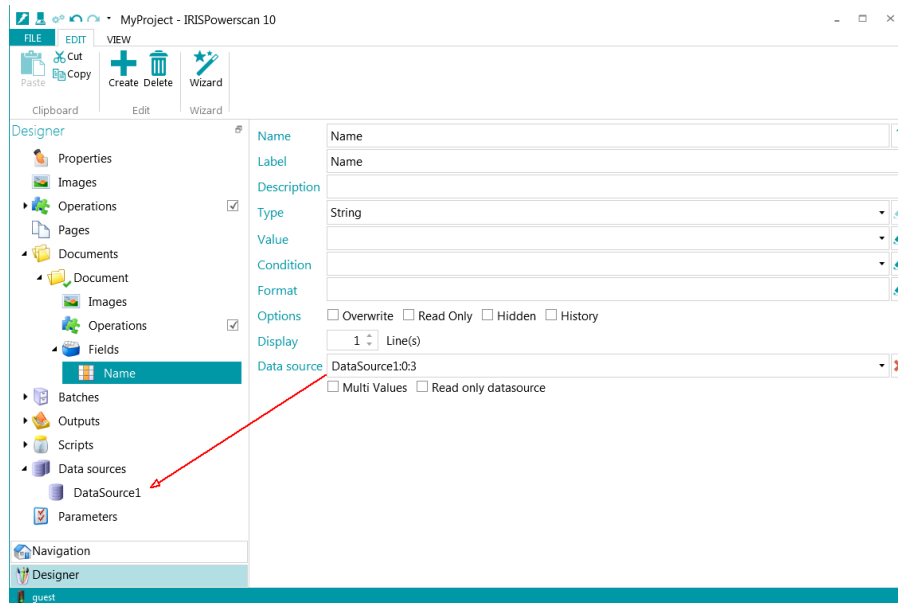 MyProject - IRISPowerscan 10
FILE EDIT VIEW
Paste
Cut
Copy
Create Delete
Wizard
Clipboard Edit Wizard
Designer
Properties
Images
Operations
Pages
Documents
Document
Images
Operations
Fields
Name
Batches
Outputs
Scripts
Data sources
DataSource1
Parameters
Navigation
Designer
guest
Name Name
Label Name
Description
Type String
Value
Condition
Format
Options Overwrite Read Only Hidden History
Display 1 Line(s)
Data source DataSource1:0:3
Multi Values Read only datasource